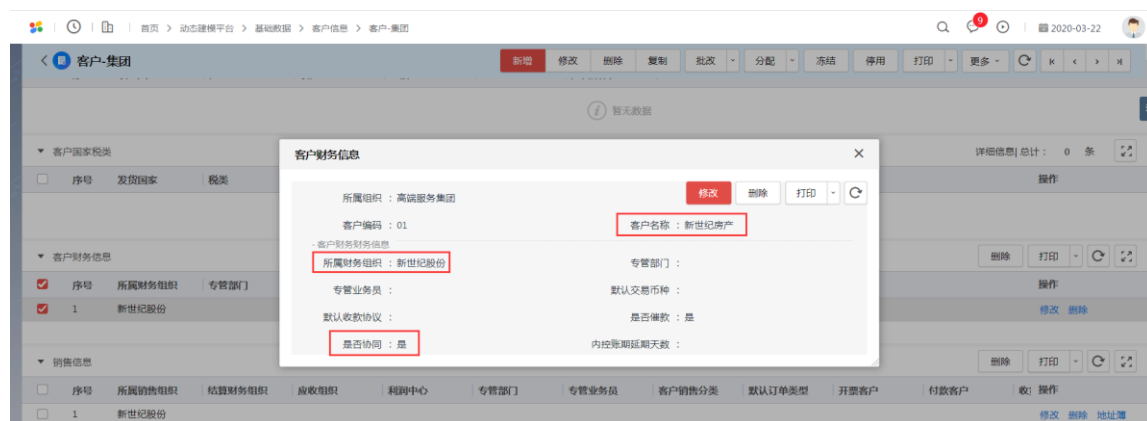 首页 > 动态建模平台 > 基础数据 > 客户信息 > 客户-集团 9 2020-03-22
客户-集团 新增 修改 删除 复制 批改 分配 冻结 停用 打印 更多
暂无数据
客户国家税类 详细信息| 总计： 0 条
序号 发货国家 税类 操作
客户财务信息
修改 删除 打印
所属组织 ：高端服务集团
客户编码 ：01 客户名称 ：新世纪房产
- 客户财务财务信息
所属财务组织 ：新世纪股份 专管部门 ：
专管业务员 ： 默认交易币种 ：
默认收款协议 ： 是否催款 ：是
是否协同 ：是 内控账期延期天数 ：
客户财务信息 删除 打印
序号 所属财务组织 专管部门 操作
1 新世纪股份 修改 删除
销售信息 删除 打印
序号 所属销售组织 结算财务组织 应收组织 利润中心 专管部门 专管业务员 客户销售分类 默认订单类型 开票客户 付款客户 操作
1 新世纪股份 修改 删除 地址簿